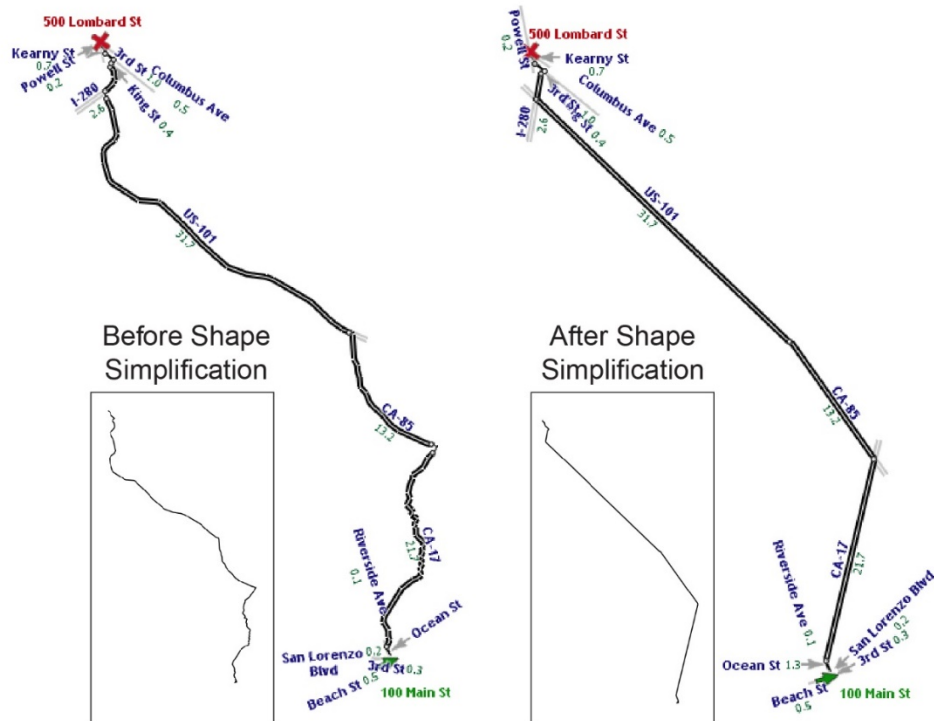 500 Lombard St
Kearny St
0.7
Powell St
0.2
3rd St
1.0
Columbus Ave
0.5
King St 0.4
I-280
2.6
US-101
31.7
CA-85
13.2
CA-17
21.7
Riverside Ave
0.1
Ocean St
San Lorenzo
Blvd
0.2
3rd St 0.3
Beach St
0.5
100 Main St
Before Shape
Simplification
Powell St
0.2
500 Lombard St
Kearny St
0.7
Columbus Ave 0.5
3rd St 1.0
St 0.4
I-280
2.6
US-101
31.7
CA-85
13.2
CA-17
21.7
Riverside Ave 0.1
San Lorenzo Blvd
0.2
3rd St 0.3
Ocean St 1.3
Beach St
0.5
100 Main St
After Shape
Simplification